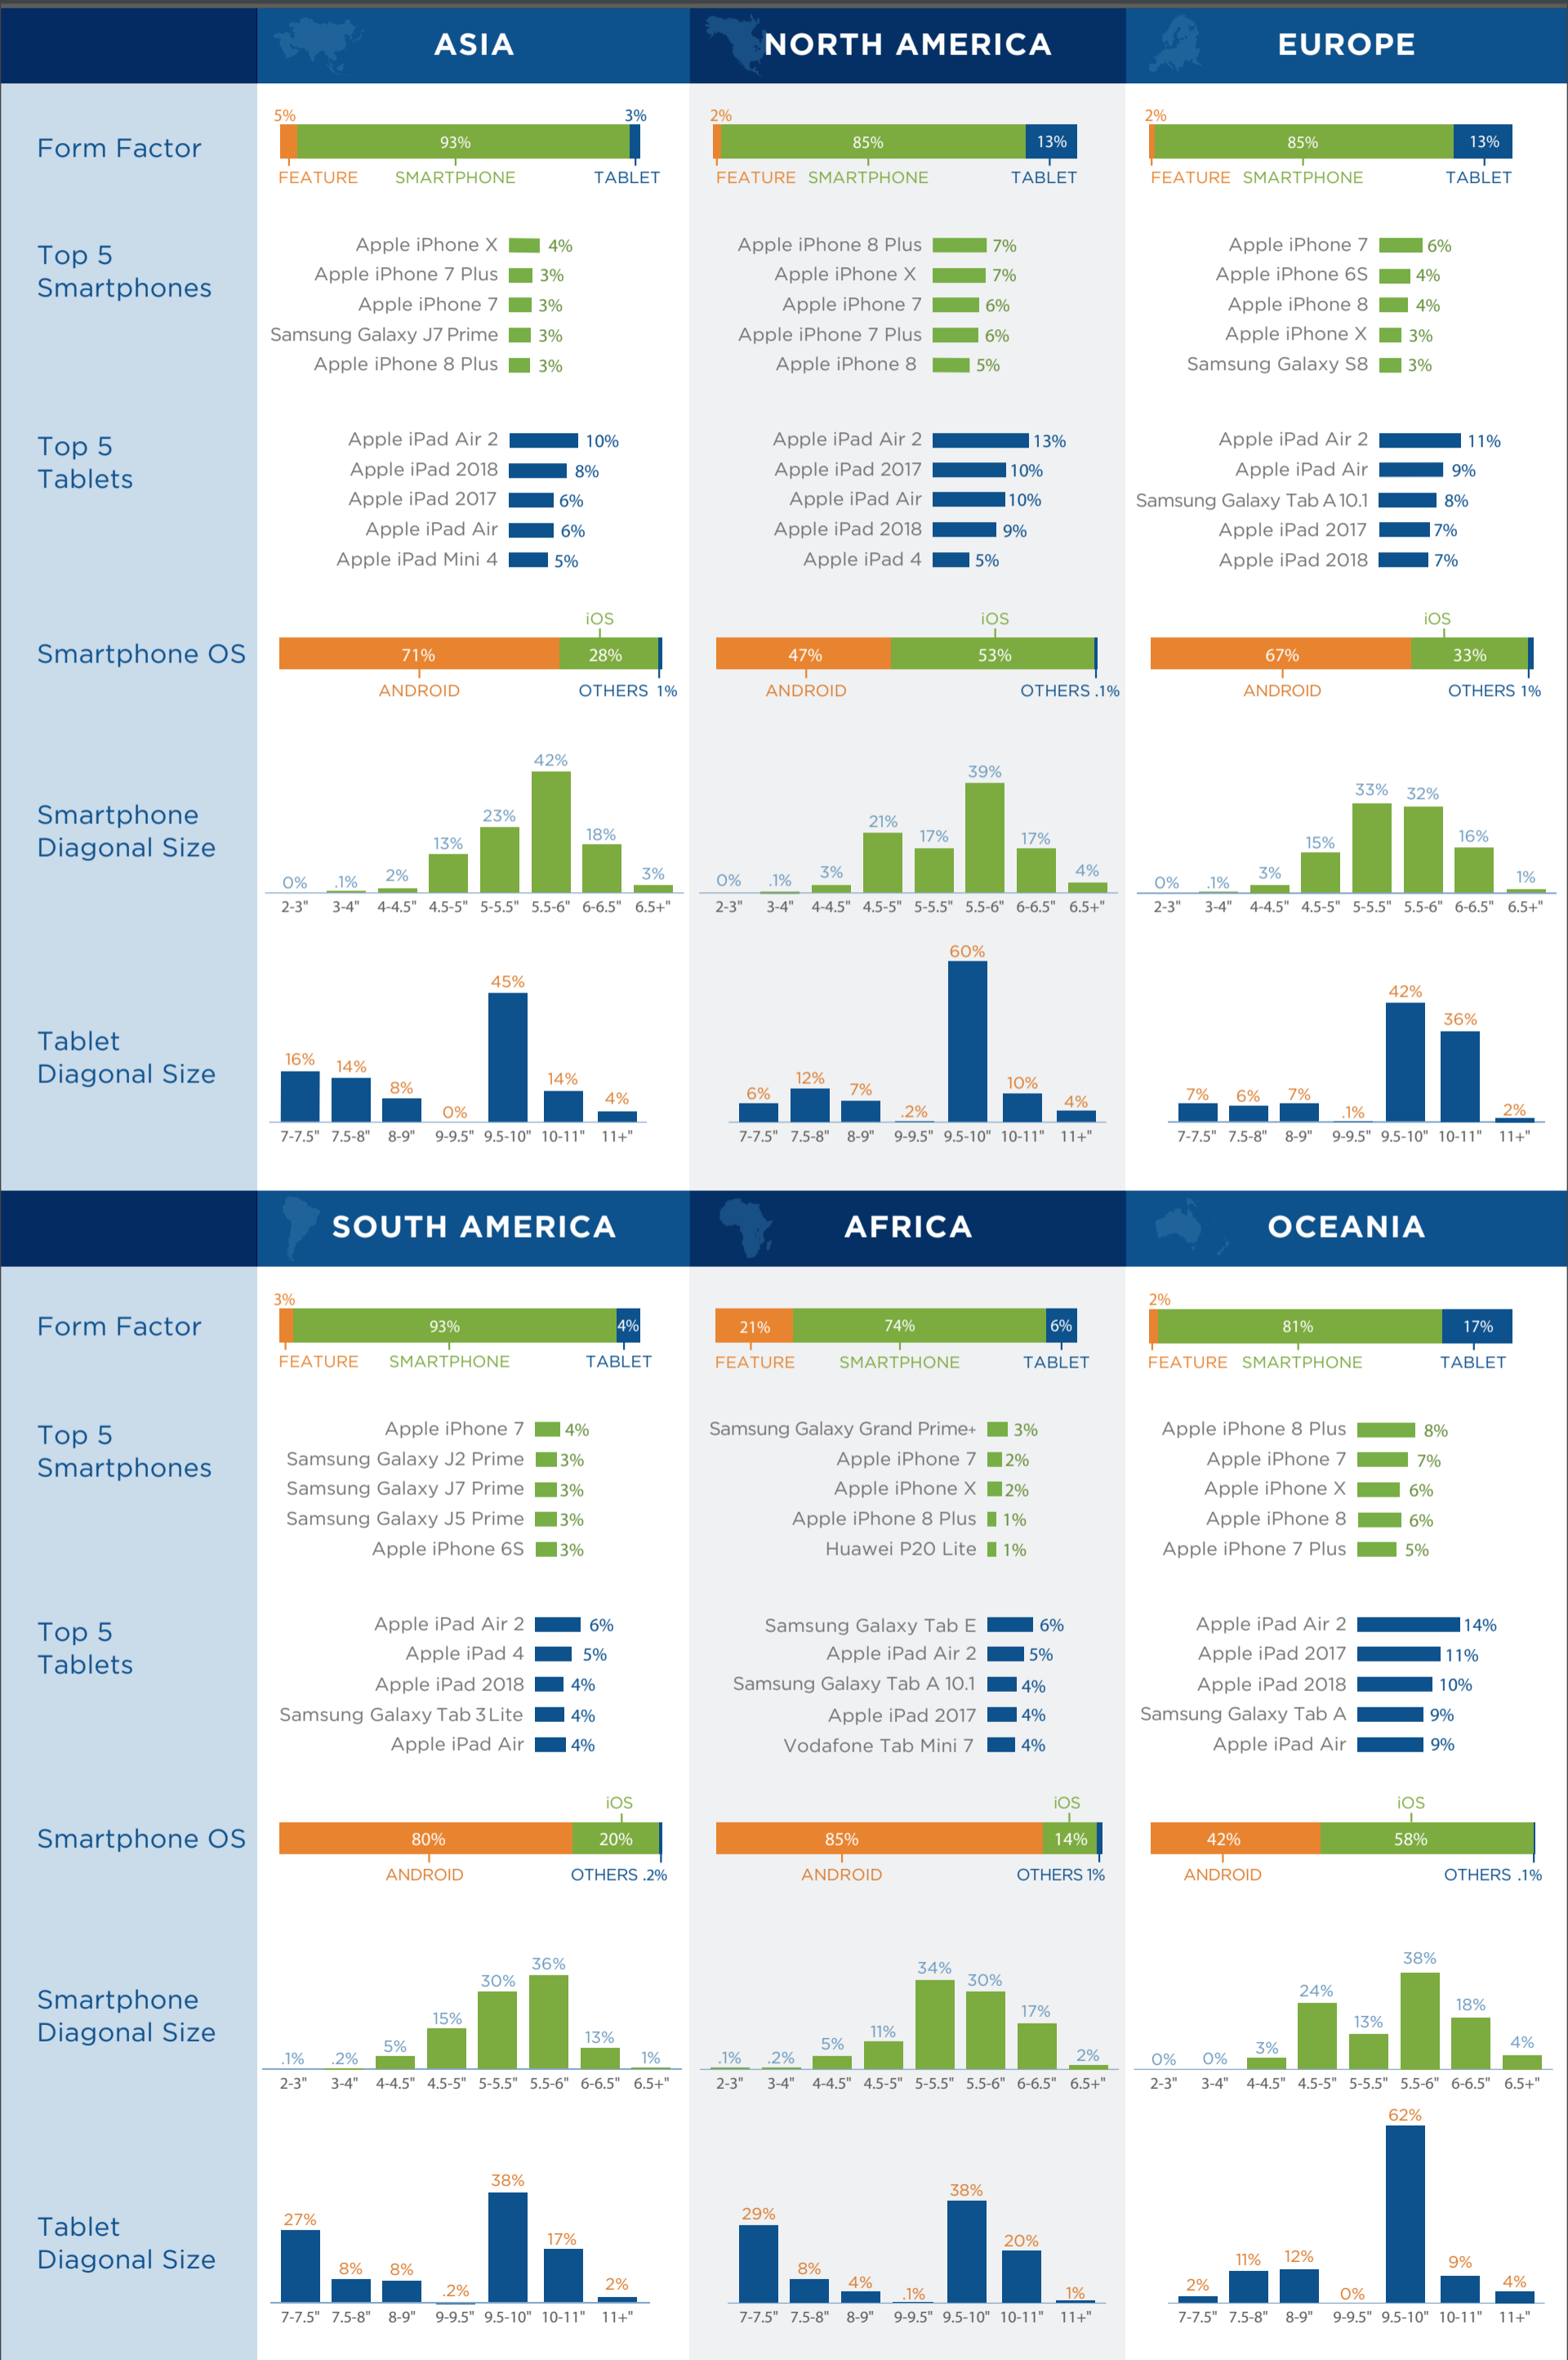 ASIA
NORTH AMERICA
EUROPE
Form Factor
5%
3%
93%
FEATURE SMARTPHONE TABLET
2%
85%
13%
FEATURE SMARTPHONE TABLET
2%
85%
13%
FEATURE SMARTPHONE TABLET
Top 5
Smartphones
Apple iPhone X 4%
Apple iPhone 7 Plus 3%
Apple iPhone 7 3%
Samsung Galaxy J7 Prime 3%
Apple iPhone 8 Plus 3%
Apple iPhone 8 Plus 7%
Apple iPhone X 7%
Apple iPhone 7 6%
Apple iPhone 7 Plus 6%
Apple iPhone 8 5%
Apple iPhone 7 6%
Apple iPhone 6S 4%
Apple iPhone 8 4%
Apple iPhone X 3%
Samsung Galaxy S8 3%
Top 5
Tablets
Apple iPad Air 2 10%
Apple iPad 2018 8%
Apple iPad 2017 6%
Apple iPad Air 6%
Apple iPad Mini 4 5%
Apple iPad Air 2 13%
Apple iPad 2017 10%
Apple iPad Air 10%
Apple iPad 2018 9%
Apple iPad 4 5%
Apple iPad Air 2 11%
Apple iPad Air 9%
Samsung Galaxy Tab A 10.1 8%
Apple iPad 2017 7%
Apple iPad 2018 7%
Smartphone OS
iOS
71% 28%
ANDROID OTHERS 1%
iOS
47% 53%
ANDROID OTHERS .1%
iOS
67% 33%
ANDROID OTHERS 1%
Smartphone
Diagonal Size
0% .1% 2% 13% 23% 42% 18% 3%
2-3" 3-4" 4-4.5" 4.5-5" 5-5.5" 5.5-6" 6-6.5" 6.5+"
0% .1% 3% 21% 17% 39% 17% 4%
2-3" 3-4" 4-4.5" 4.5-5" 5-5.5" 5.5-6" 6-6.5" 6.5+"
0% .1% 3% 15% 33% 32% 16% 1%
2-3" 3-4" 4-4.5" 4.5-5" 5-5.5" 5.5-6" 6-6.5" 6.5+"
Tablet
Diagonal Size
16% 14% 8% 0% 45% 14% 4%
7-7.5" 7.5-8" 8-9" 9-9.5" 9.5-10" 10-11" 11+"
6% 12% 7% .2% 60% 10% 4%
7-7.5" 7.5-8" 8-9" 9-9.5" 9.5-10" 10-11" 11+"
7% 6% 7% .1% 42% 36% 2%
7-7.5" 7.5-8" 8-9" 9-9.5" 9.5-10" 10-11" 11+"
SOUTH AMERICA
AFRICA
OCEANIA
Form Factor
3%
93% 4%
FEATURE SMARTPHONE TABLET
21% 74% 6%
FEATURE SMARTPHONE TABLET
2%
81% 17%
FEATURE SMARTPHONE TABLET
Top 5
Smartphones
Apple iPhone 7 4%
Samsung Galaxy J2 Prime 3%
Samsung Galaxy J7 Prime 3%
Samsung Galaxy J5 Prime 3%
Apple iPhone 6S 3%
Samsung Galaxy Grand Prime+ 3%
Apple iPhone 7 2%
Apple iPhone X 2%
Apple iPhone 8 Plus 1%
Huawei P20 Lite 1%
Apple iPhone 8 Plus 8%
Apple iPhone 7 7%
Apple iPhone X 6%
Apple iPhone 8 6%
Apple iPhone 7 Plus 5%
Top 5
Tablets
Apple iPad Air 2 6%
Apple iPad 4 5%
Apple iPad 2018 4%
Samsung Galaxy Tab 3 Lite 4%
Apple iPad Air 4%
Samsung Galaxy Tab E 6%
Apple iPad Air 2 5%
Samsung Galaxy Tab A 10.1 4%
Apple iPad 2017 4%
Vodafone Tab Mini 7 4%
Apple iPad Air 2 14%
Apple iPad 2017 11%
Apple iPad 2018 10%
Samsung Galaxy Tab A 9%
Apple iPad Air 9%
Smartphone OS
iOS
80% 20%
ANDROID OTHERS .2%
iOS
85% 14%
ANDROID OTHERS 1%
iOS
42% 58%
ANDROID OTHERS .1%
Smartphone
Diagonal Size
.1% .2% 5% 15% 30% 36% 13% 1%
2-3" 3-4" 4-4.5" 4.5-5" 5-5.5" 5.5-6" 6-6.5" 6.5+"
.1% .2% 5% 11% 34% 30% 17% 2%
2-3" 3-4" 4-4.5" 4.5-5" 5-5.5" 5.5-6" 6-6.5" 6.5+"
0% 0% 3% 24% 13% 38% 18% 4%
2-3" 3-4" 4-4.5" 4.5-5" 5-5.5" 5.5-6" 6-6.5" 6.5+"
Tablet
Diagonal Size
27% 8% 8% .2% 38% 17% 2%
7-7.5" 7.5-8" 8-9" 9-9.5" 9.5-10" 10-11" 11+"
29% 8% 4% .1% 38% 20% 1%
7-7.5" 7.5-8" 8-9" 9-9.5" 9.5-10" 10-11" 11+"
2% 11% 12% 0% 62% 9% 4%
7-7.5" 7.5-8" 8-9" 9-9.5" 9.5-10" 10-11" 11+"